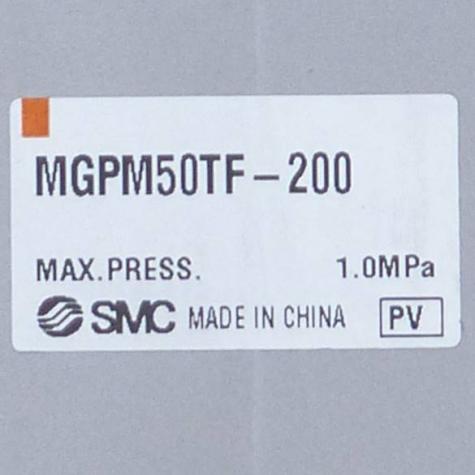 MGPM50TF-200
MAX.PRESS. 1.0MPa
SMC MADE IN CHINA PV